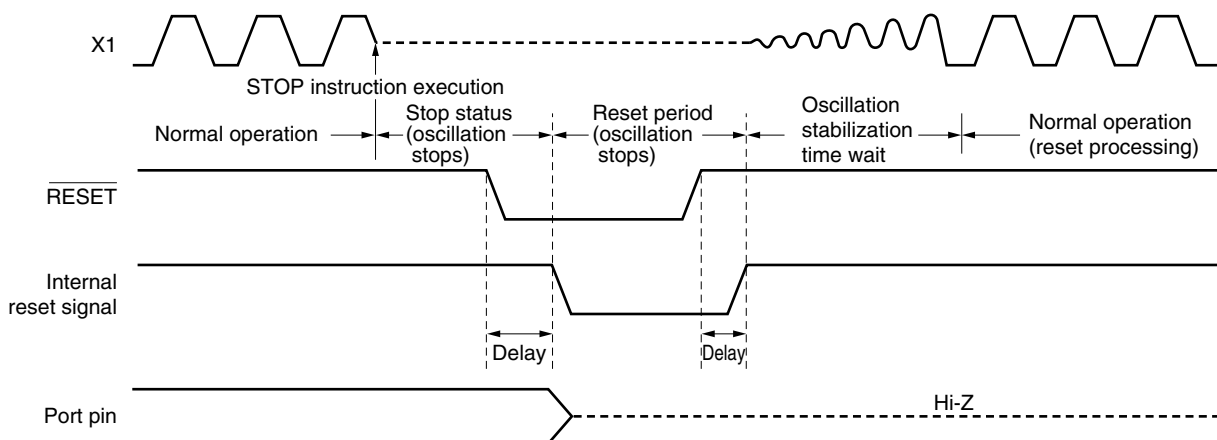 X1
STOP instruction execution
Normal operation
Stop status
(oscillation
stops)
Reset period
(oscillation
stops)
Oscillation
stabilization
time wait
Normal operation
(reset processing)
RESET
Internal
reset signal
Delay
Delay
Port pin
Hi-Z